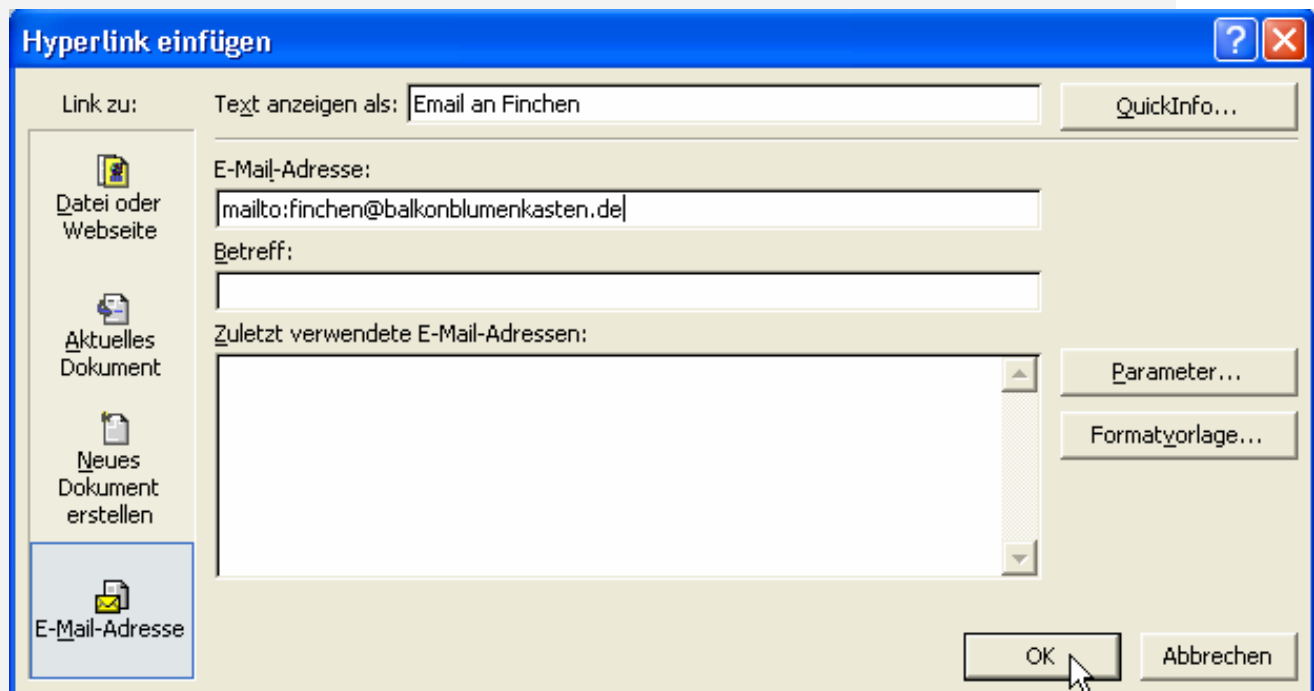 Hyperlink einfügen
Link zu:
Text anzeigen als: Email an Finchen
QuickInfo...
Datei oder
Webseite
Aktuelles
Dokument
Neues
Dokument
erstellen
E-Mail-Adresse
E-Mail-Adresse:
mailto:finchen@balkonblumenkasten.de
Betreff:
Zuletzt verwendete E-Mail-Adressen:
Parameter...
Formatvorlage...
OK
Abbrechen